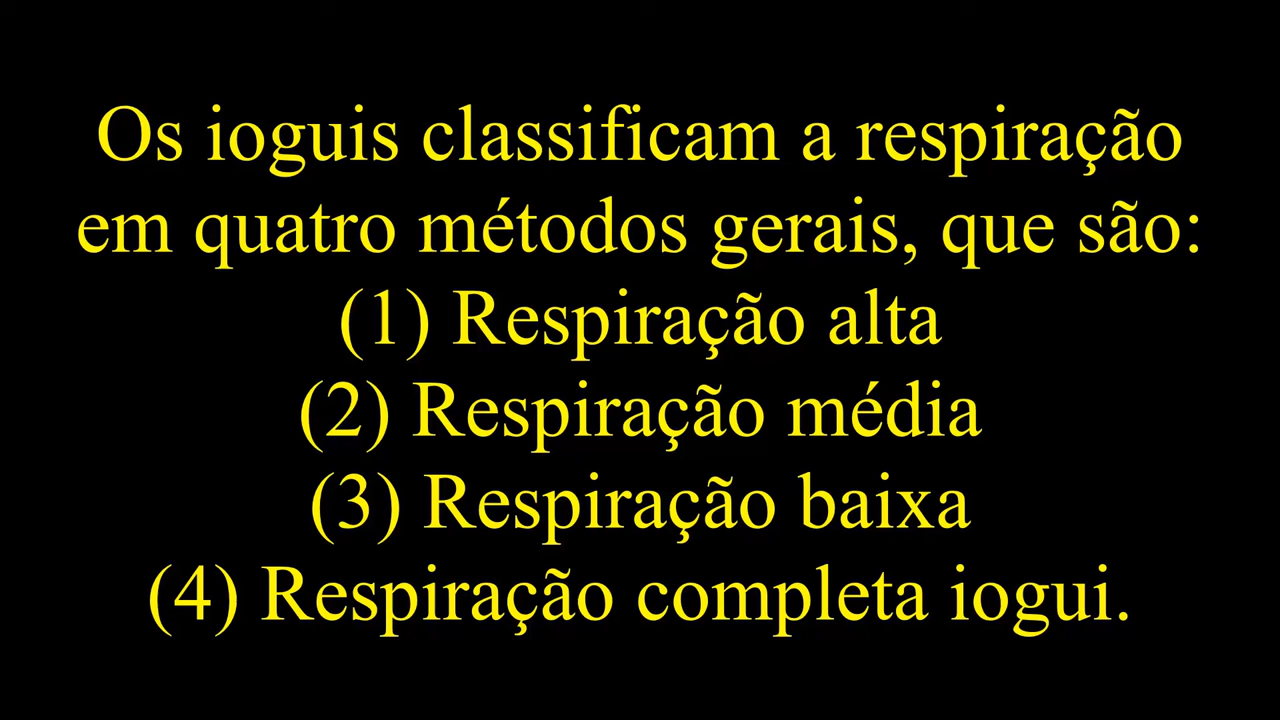 Os ioguis classificam a respiração
em quatro métodos gerais, que são:
(1) Respiração alta
(2) Respiração média
(3) Respiração baixa
(4) Respiração completa iogui.